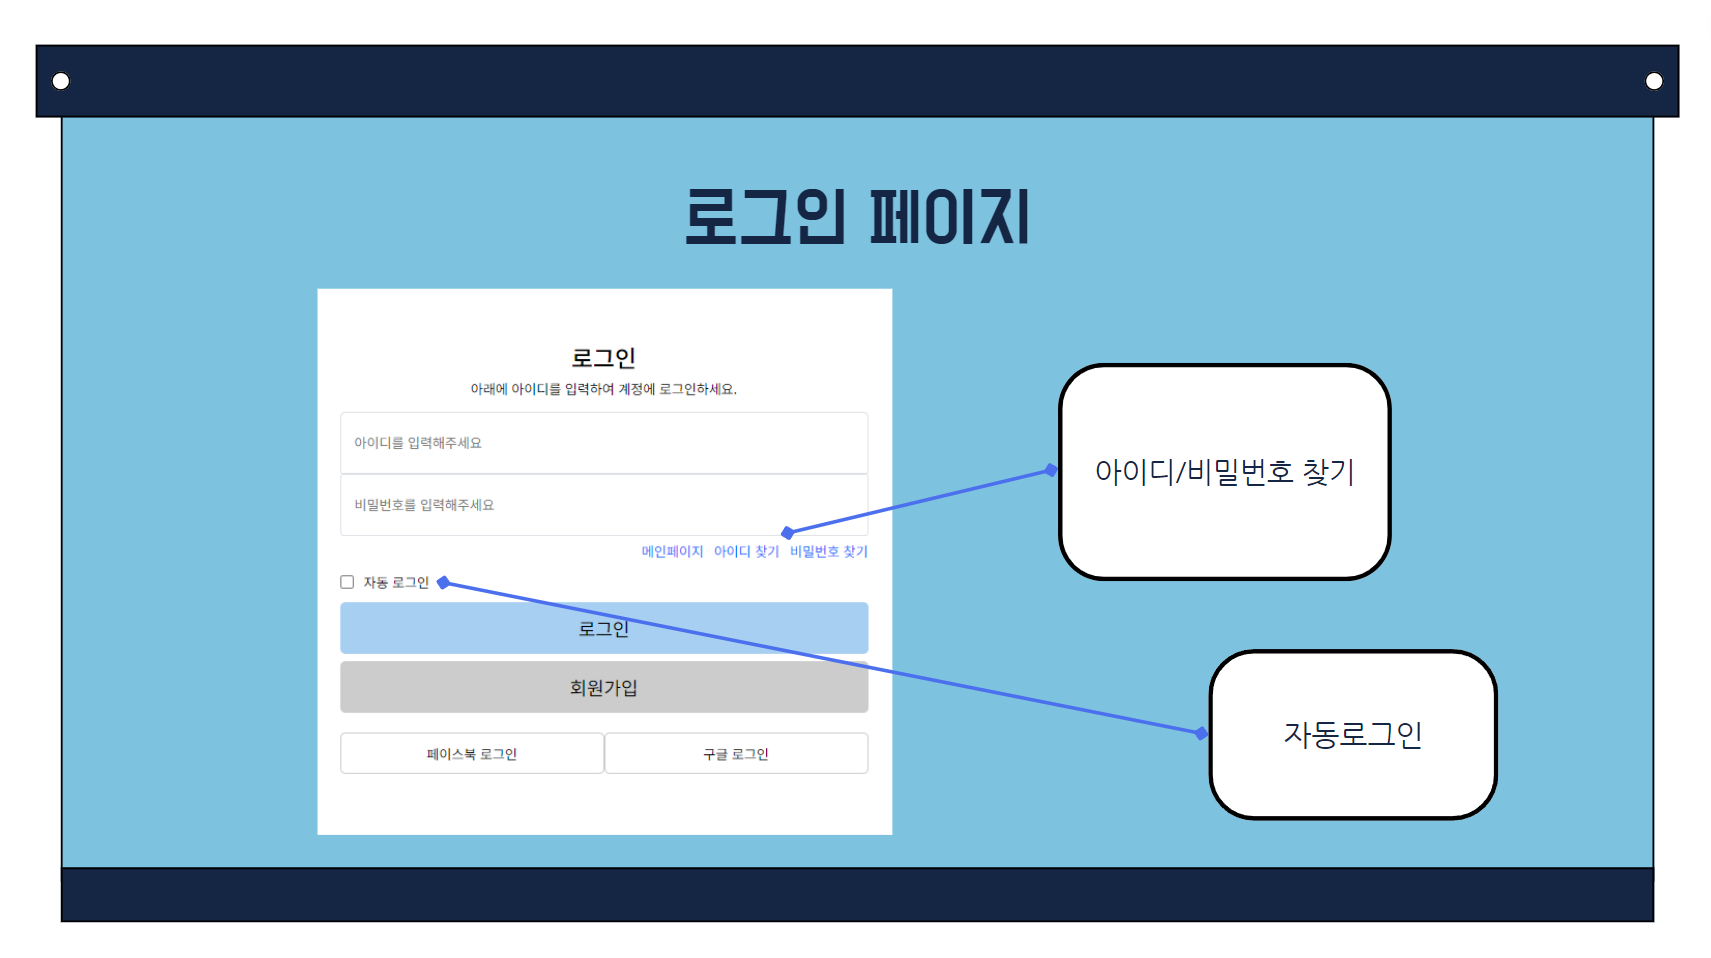 로그인 페이지
로그인
아래에 아이디를 입력하여 계정에 로그인하세요.
아이디를 입력해주세요
비밀번호를 입력해주세요
메인페이지 아이디 찾기 비밀번호 찾기
자동 로그인
로그인
회원가입
페이스북 로그인 구글 로그인
아이디/비밀번호 찾기
자동로그인